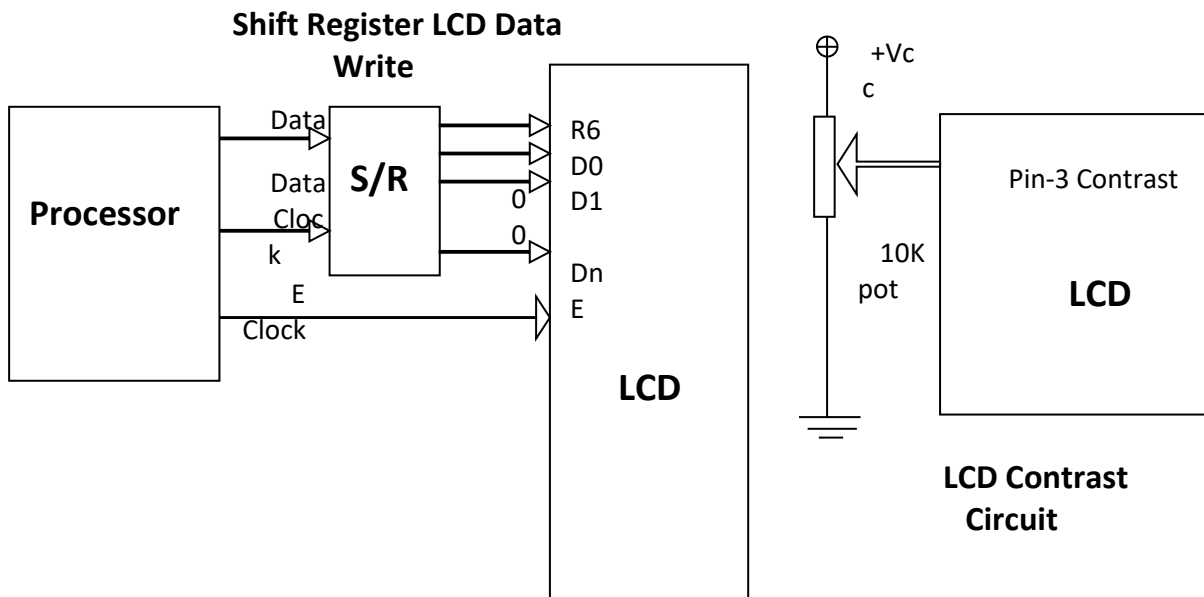 Shift Register LCD Data
Write
Processor
Data
Data
Cloc
k
E
Clock
S/R
R6
D0
0 D1
0
Dn
E
LCD
+Vc
c
10K
pot
Pin-3 Contrast
LCD
LCD Contrast
Circuit